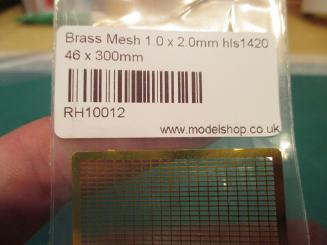 Brass Mesh 1.0 x 2.0mm hls1420
46 x 300mm
RH10012
www.modelshop.co.uk